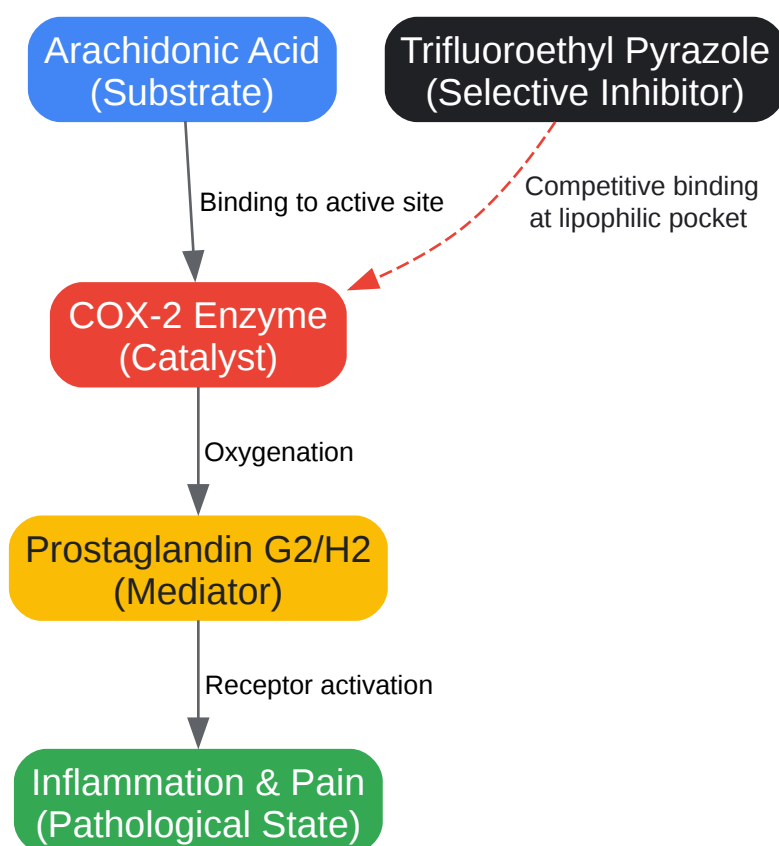 Arachidonic Acid
(Substrate)
Trifluoroethyl Pyrazole
(Selective Inhibitor)
Binding to active site
Competitive binding
at lipophilic pocket
COX-2 Enzyme
(Catalyst)
Oxygenation
Prostaglandin G2/H2
(Mediator)
Receptor activation
Inflammation & Pain
(Pathological State)